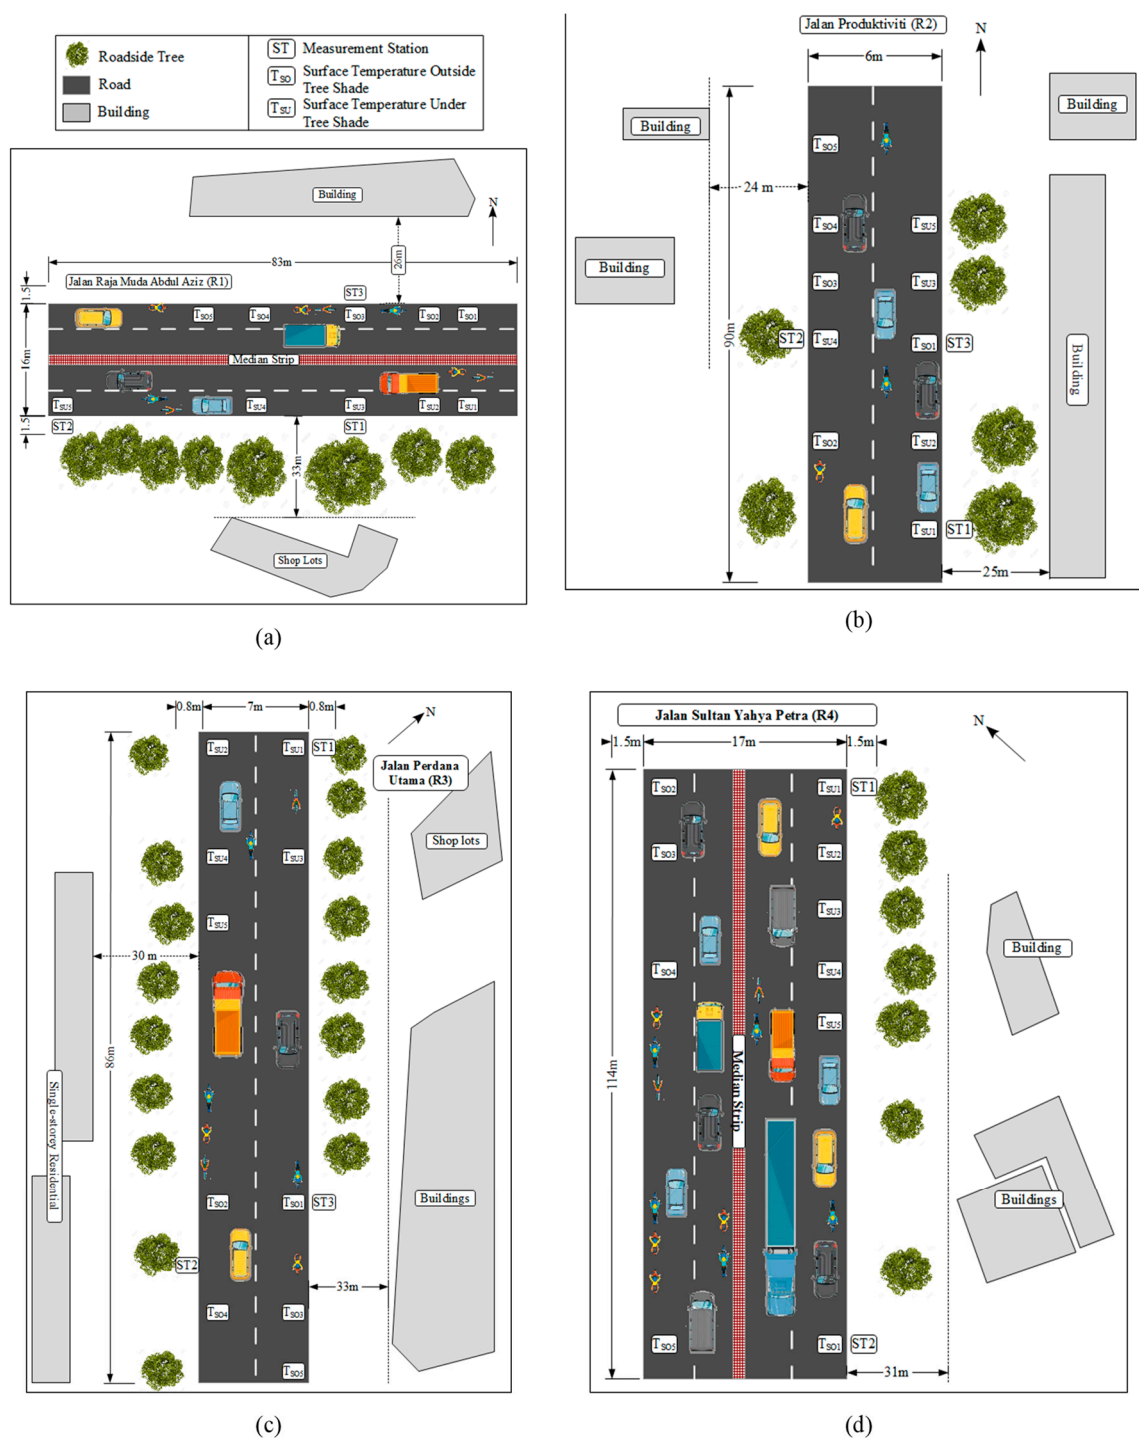 Roadside Tree
Road
Building
ST Measurement Station
TSO Surface Temperature Outside
Tree Shade
TSU Surface Temperature Under
Tree Shade
Building
N
83m
26m
Jalan Raja Muda Abdul Aziz (R1)
1.5
ST3
TSO5 TSO4 TSO3 TSO2 TSO1
16m
Median Strip
TSU5 TSU4 TSU3 TSU2 TSU1
1.5
ST2 ST1
33m
Shop Lots
(a)
Jalan Produktiviti (R2)
N
6m
Building
Building
TSO5
24 m
TSO4 TSU5
Building
TSO3 TSU3
90m
ST2 TSU4 TSO1 ST3
Building
TSO2 TSU2
TSU1 ST1
25m
(b)
0.8m 7m 0.8m
N
TSU2 TSU1 ST1
Jalan Perdana
Utama (R3)
Shop lots
TSU4 TSU3
TSU5
30 m
86m
Single-storey Residential
Buildings
TSO2 TSO1 ST3
ST2
33m
TSO4 TSO3
TSO5
(c)
Jalan Sultan Yahya Petra (R4)
N
1.5m 17m 1.5m
TSO2 TSU1 ST1
TSO3 TSU2
TSU3
Building
TSO4 TSU4
TSU5
114m
Median Strip
Buildings
TSO5 TSO1 ST2
31m
(d)